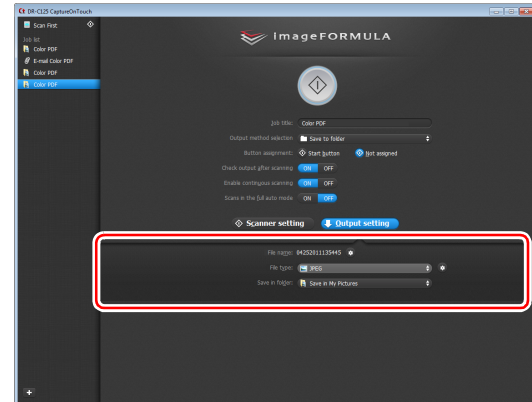 DR-C125 CaptureOnTouch
Scan First
Job list
Color PDF
E-mail Color PDF
Color PDF
Color PDF
imageFORMULA
Job title: Color PDF
Output method selection Save to folder
Button assignment: Start button Not assigned
Check output after scanning ON OFF
Enable continuous scanning ON OFF
Scans in the full auto mode ON OFF
Scanner setting Output setting
File name: 04252011135445
File type: JPEG
Save in folder: Save in My Pictures